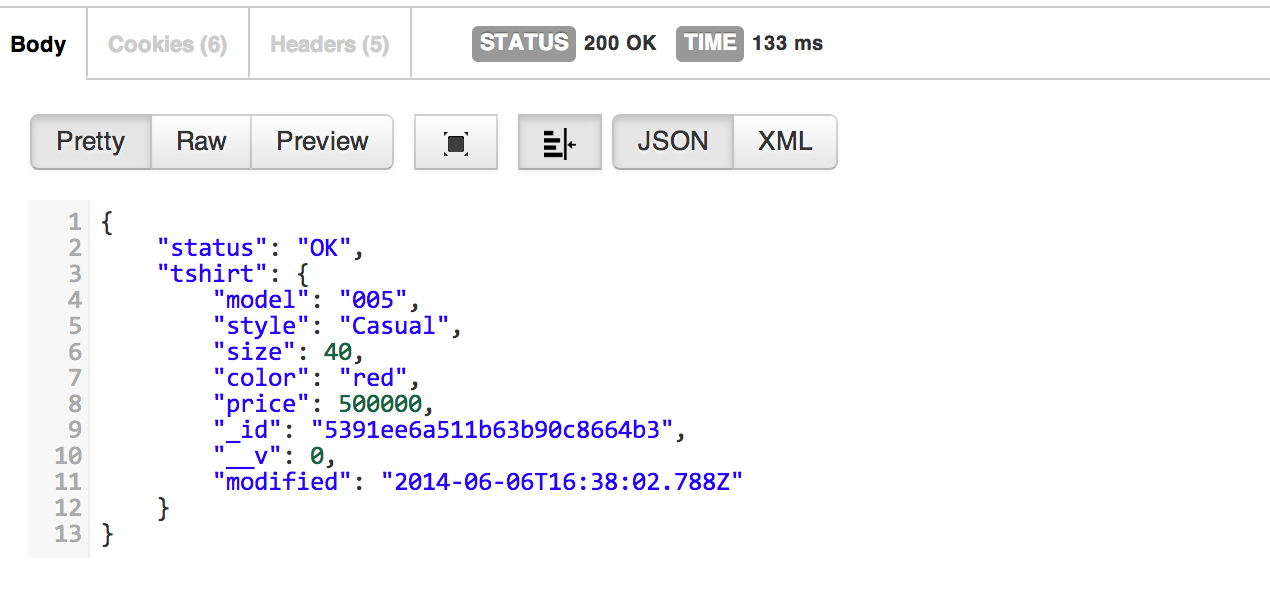 Body Cookies (6) Headers (5) STATUS 200 OK TIME 133 ms
Pretty Raw Preview JSON XML
1 {
2 "status": "OK",
3 "tshirt": {
4 "model": "005",
5 "style": "Casual",
6 "size": 40,
7 "color": "red",
8 "price": 500000,
9 "_id": "5391ee6a511b63b90c8664b3",
10 "__v": 0,
11 "modified": "2014-06-06T16:38:02.788Z"
12 }
13 }